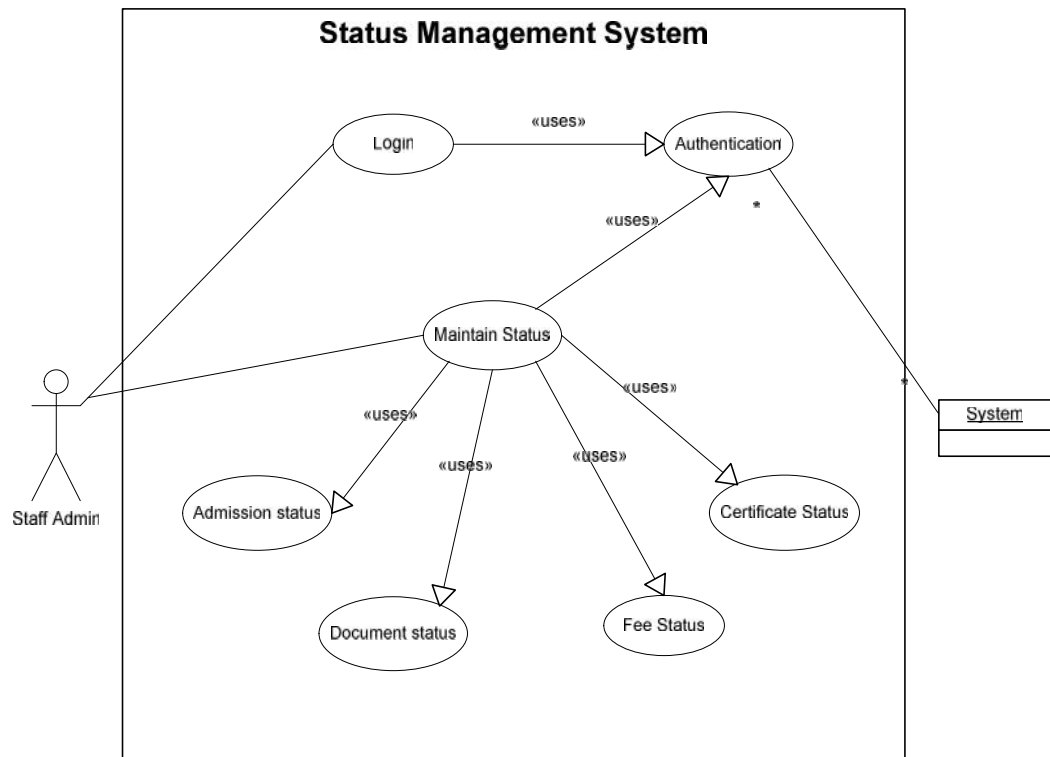 Status Management System
«uses»
Login
Authentication
«uses»
*
Maintain Status
«uses»
*
System
«uses»
«uses»
«uses»
Admission status
Certificate Status
Staff Admin
Document status
Fee Status